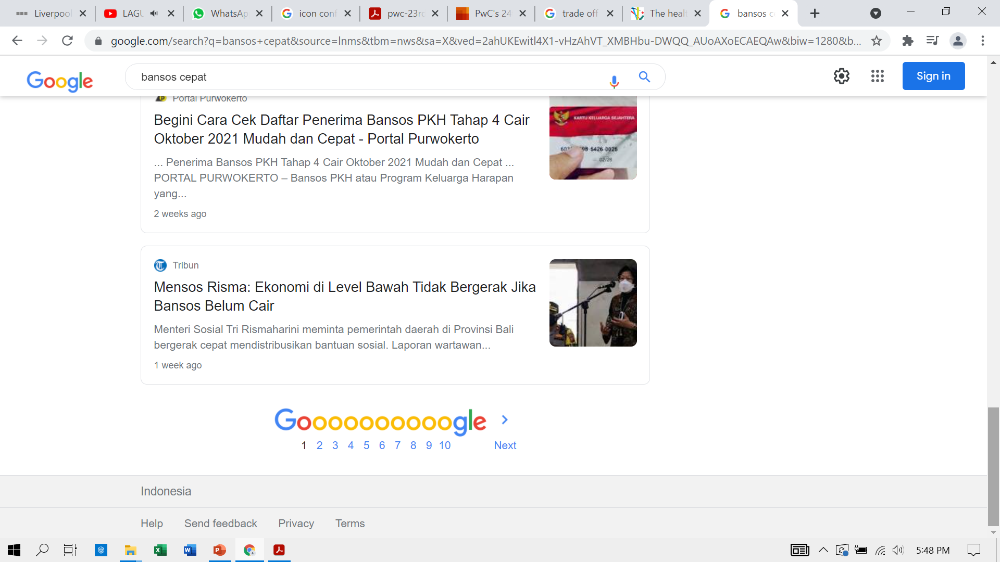 Liverpool
LAGU
WhatsAp
icon conf
pwc-23rd
PwC's 24
trade off
The healt
bansos c
google.com/search?q=bansos+cepat&source=lnms&tbm=nws&sa=X&ved=2ahUKEwitl4X1-vHzAhVT_XMBHbu-DWQQ_AUoAXoECAEQAw&biw=1280&b...
Google
bansos cepat
Sign in
Portal Purwokerto
Begini Cara Cek Daftar Penerima Bansos PKH Tahap 4 Cair
Oktober 2021 Mudah dan Cepat - Portal Purwokerto
... Penerima Bansos PKH Tahap 4 Cair Oktober 2021 Mudah dan Cepat ...
PORTAL PURWOKERTO – Bansos PKH atau Program Keluarga Harapan
yang...
2 weeks ago
KARTU KELUARGA SEJAHTERA
5426 0026
02/26
Tribun
Mensos Risma: Ekonomi di Level Bawah Tidak Bergerak Jika
Bansos Belum Cair
Menteri Sosial Tri Rismaharini meminta pemerintah daerah di Provinsi Bali
bergerak cepat mendistribusikan bantuan sosial. Laporan wartawan...
1 week ago
Goooooooooogle
1 2 3 4 5 6 7 8 9 10 Next
Indonesia
Help Send feedback Privacy Terms
5:48 PM